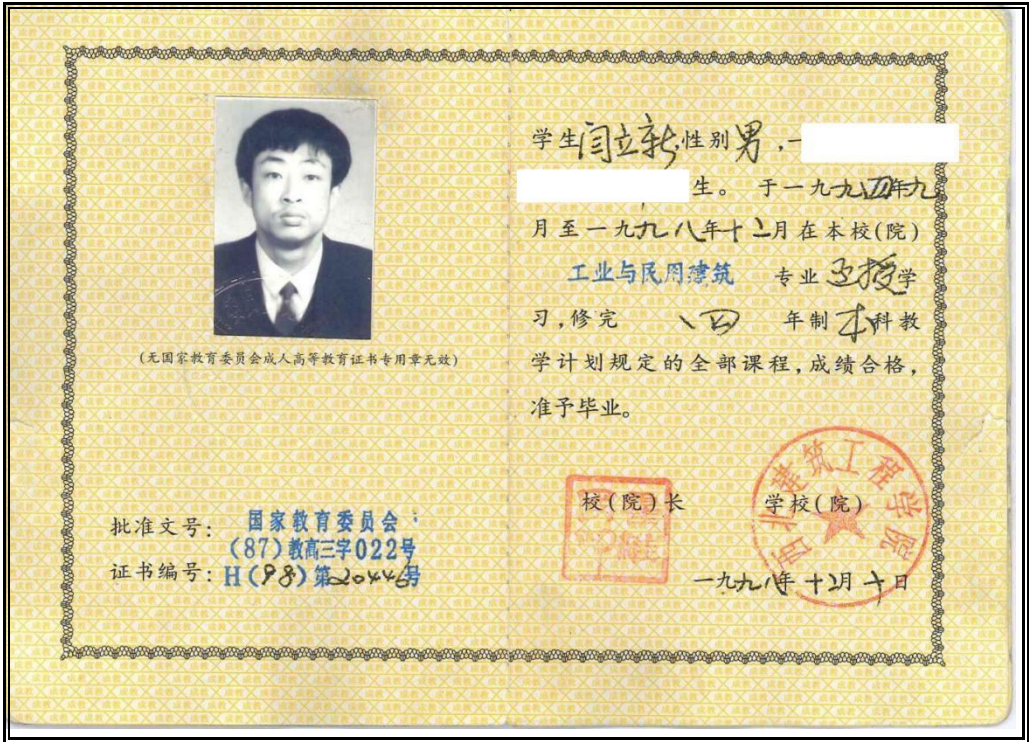 (无国家教育委员会成人高等教育证书专用章无效)
批准文号: 国家教育委员会
(87)教高三字022号
证书编号: H(98)第20446号
学生闫立新性别男,一
生。于一九九四年九
月至一九九八年十二月在本校(院)
工业与民用建筑 专业函授学
习,修完 四 年制本科教
学计划规定的全部课程,成绩合格,
准予毕业。
校(院)长 学校(院)
西北建筑工程学院
一九九八年十二月十日